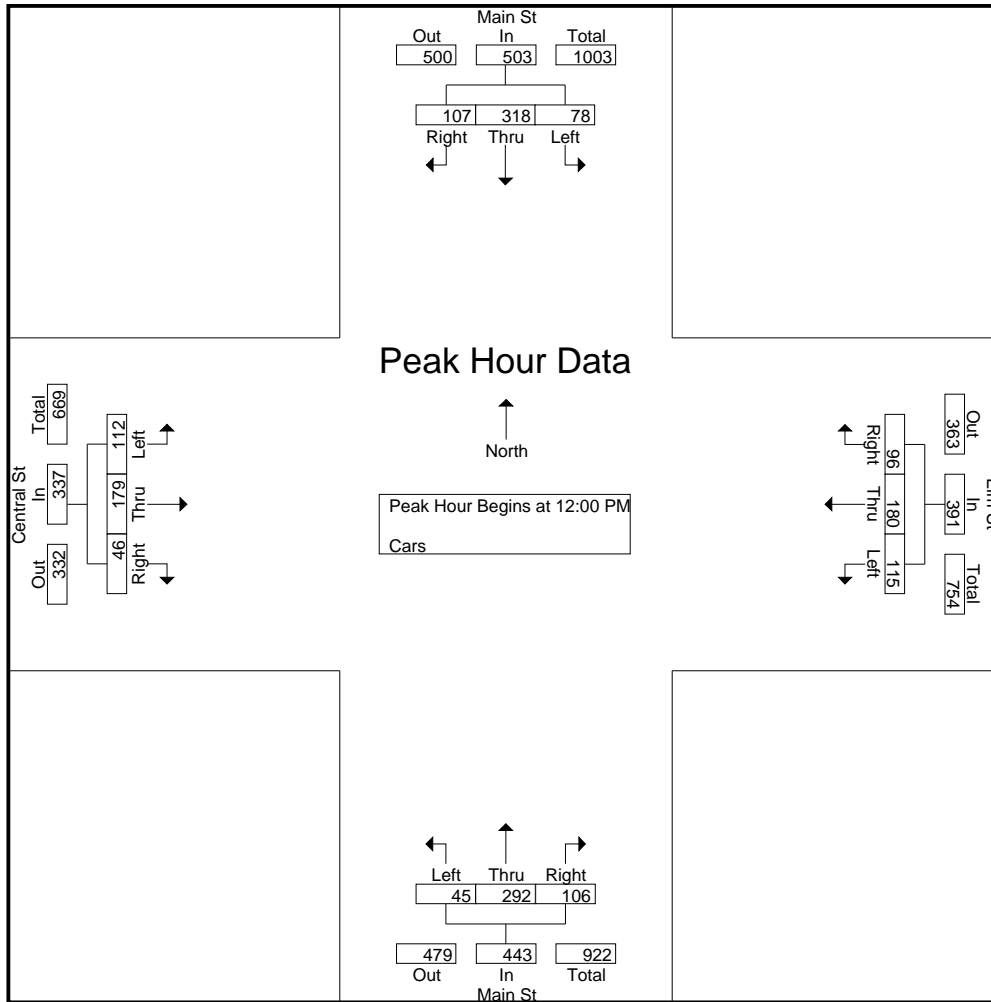 Main St
Out In Total
500 503 1003
107 318 78
Right Thru Left
Peak Hour Data
North
Peak Hour Begins at 12:00 PM
Cars
Central St
Total In Out
669 337 332
112 179 46
Left Thru Right
Out In Total
363 391 754
96 180 115
Right Thru Left
Left Thru Right
45 292 106
479 443 922
Out In Total
Main St